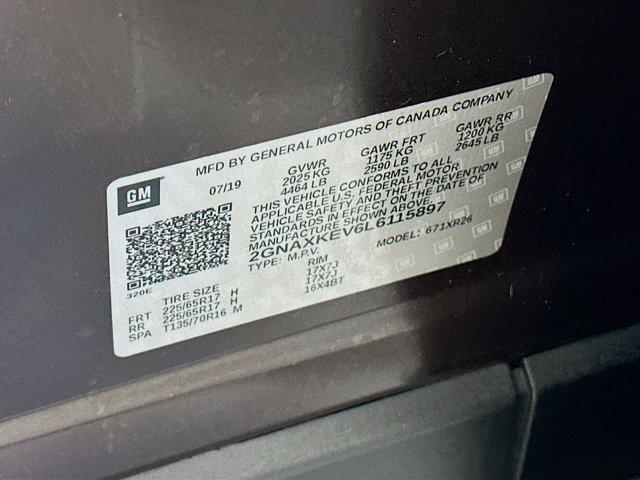 GM
MFD BY GENERAL MOTORS OF CANADA COMPANY
07/19
GVWR GAWR FRT GAWR RR
2025 KG 1175 KG 1200 KG
4464 LB 2590 LB 2645 LB
THIS VEHICLE CONFORMS TO ALL
APPLICABLE U.S. FEDERAL MOTOR
VEHICLE SAFETY AND THEFT PREVENTION
STANDARDS IN EFFECT ON THE DATE OF
MANUFACTURE SHOWN ABOVE.
2GNAXKEV6L6115897
TYPE: M.P.V. MODEL: 671XR26
320E
TIRE SIZE RIM
FRT 225/65R17 H 17X7J
RR 225/65R17 H 17X7J
SPA T135/70R16 M 16X4BT